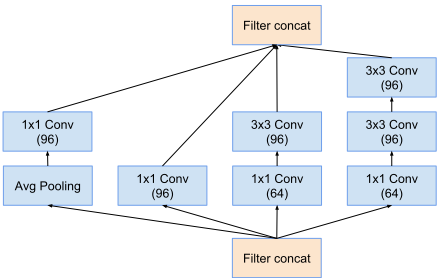 Filter concat
3x3 Conv
(96)
1x1 Conv
(96)
3x3 Conv
(96)
3x3 Conv
(96)
Avg Pooling
1x1 Conv
(96)
1x1 Conv
(64)
1x1 Conv
(64)
Filter concat